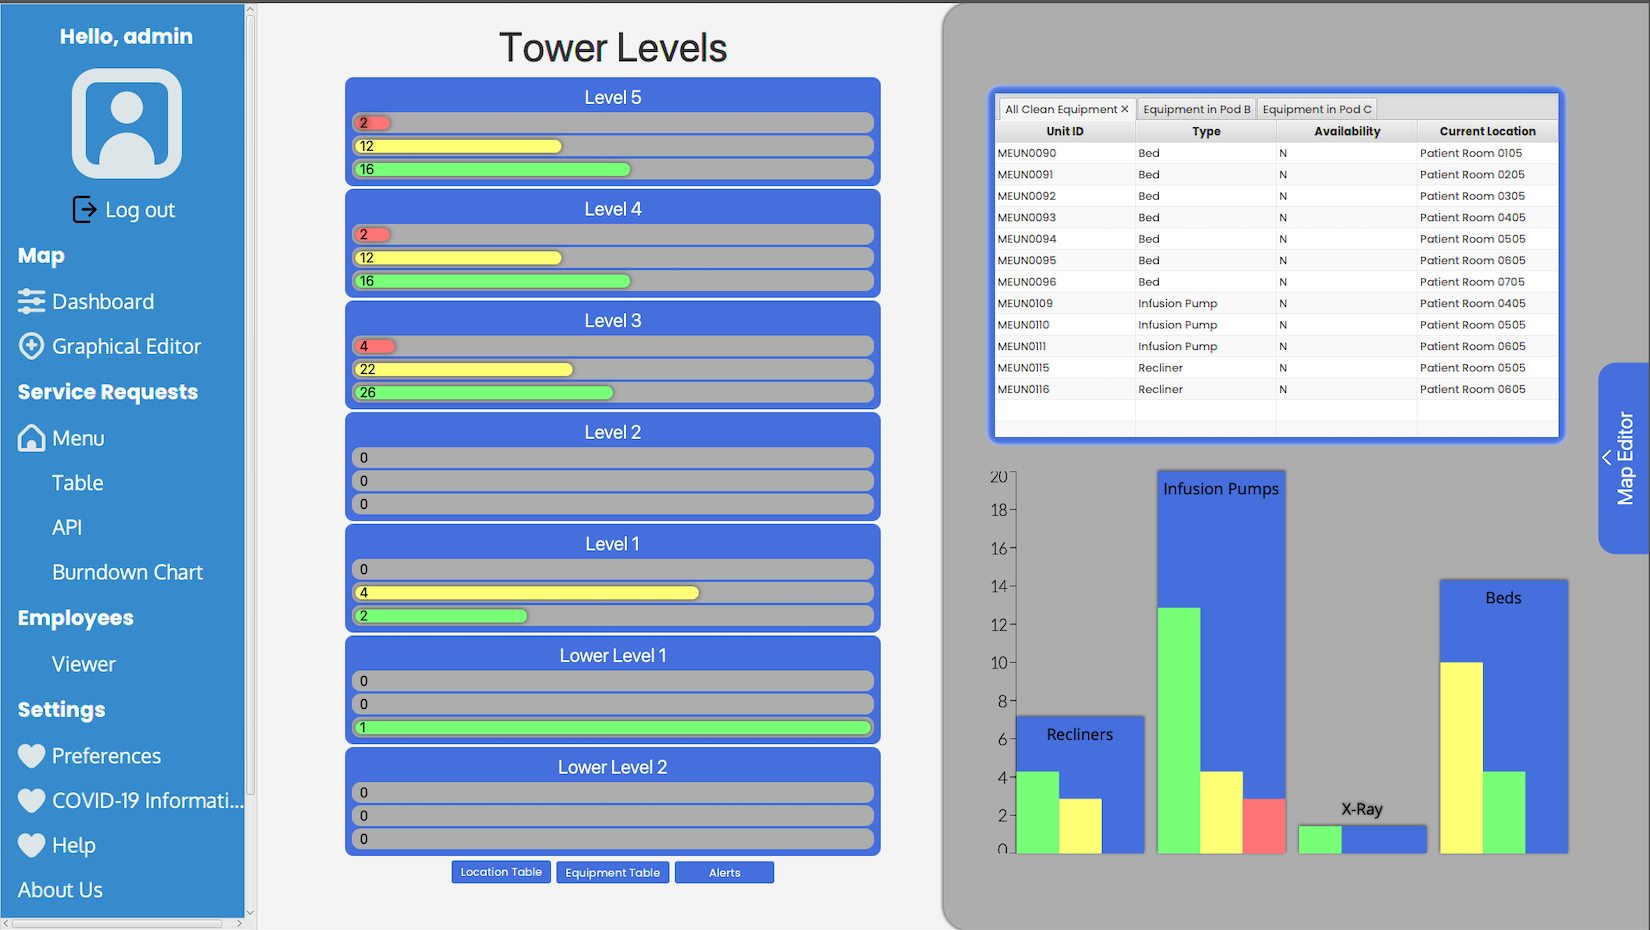 Hello, admin
Log out
Map
Dashboard
Graphical Editor
Service Requests
Menu
Table
API
Burndown Chart
Employees
Viewer
Settings
Preferences
COVID-19 Informati...
Help
About Us
Tower Levels
Level 5
2
12
16
Level 4
2
12
16
Level 3
4
22
26
Level 2
0
0
0
Level 1
0
4
2
Lower Level 1
0
0
1
Lower Level 2
0
0
0
Location Table Equipment Table Alerts
All Clean Equipment ✕ Equipment in Pod B Equipment in Pod C
Unit ID Type Availability Current Location
MEUN0090 Bed N Patient Room 0105
MEUN0091 Bed N Patient Room 0205
MEUN0092 Bed N Patient Room 0305
MEUN0093 Bed N Patient Room 0405
MEUN0094 Bed N Patient Room 0505
MEUN0095 Bed N Patient Room 0605
MEUN0096 Bed N Patient Room 0705
MEUN0109 Infusion Pump N Patient Room 0405
MEUN0110 Infusion Pump N Patient Room 0505
MEUN0111 Infusion Pump N Patient Room 0605
MEUN0115 Recliner N Patient Room 0505
MEUN0116 Recliner N Patient Room 0605
20
18
16
14
12
10
8
6
4
2
0
Recliners
Infusion Pumps
X-Ray
Beds
Map Editor